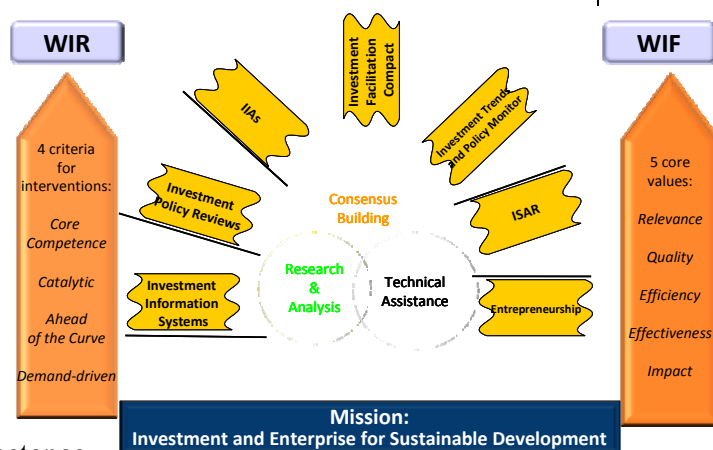 WIR
4 criteria
for
interventions:
Core
Competence
Catalytic
Ahead
of the Curve
Demand-driven
Investment
Information
Systems
Investment
Policy Reviews
IIAs
Investment
Facilitation
Compact
Investment Trends
and Policy Monitor
ISAR
Entrepreneurship
Consensus
Building
Research
&
Analysis
Technical
Assistance
WIF
5 core
values:
Relevance
Quality
Efficiency
Effectiveness
Impact
Mission:
Investment and Enterprise for Sustainable Development